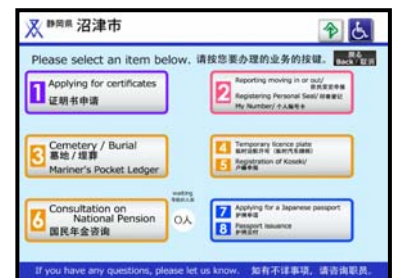 静岡県 沼津市
戻る
Back/取消
Please select an item below. 请按您要办理的业务的按键。
1
Applying for certificates
证明书申请
2
Reporting moving in or out/
Registering Personal Seal/
My Number/个人编号卡
3
Cemetery / Burial
墓地/埋葬
Mariner's Pocket Ledger
4
Temporary licence plate
5
Registration of Koseki/
6
Consultation on
National Pension
国民年金咨询
waiting
0人
7
Applying for a Japanese passport
护照申请
8
Passport issuance
护照交付
If you have any questions, please let us know. 如有不详事项，请咨询职员。